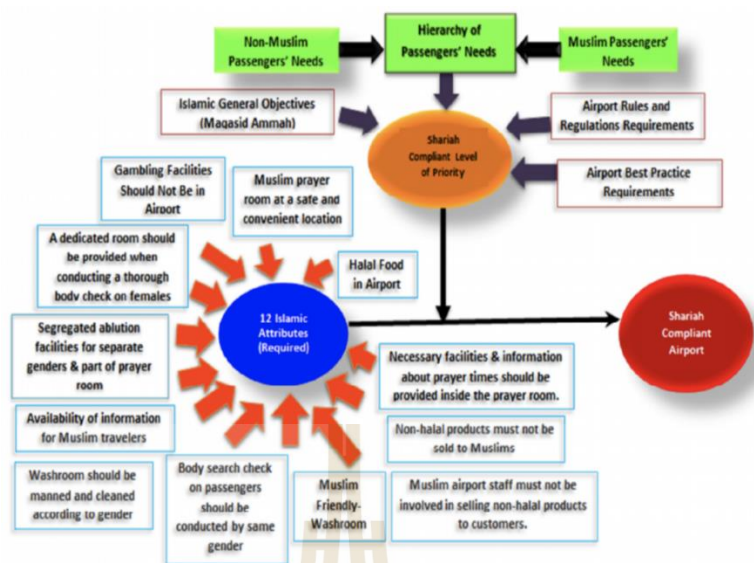 Non-Muslim
Passengers' Needs
Hierarchy of
Passengers' Needs
Muslim Passengers'
Needs
Islamic General Objectives
(Maqasid Ammah)
Shariah
Compliant Level
of Priority
Airport Rules and
Regulations Requirements
Airport Best Practice
Requirements
Gambling Facilities
Should Not Be in
Airport
Muslim prayer
room at a safe and
convenient location
A dedicated room should
be provided when
conducting a thorough
body check on females
Halal Food
in Airport
Segregated ablution
facilities for separate
genders & part of prayer
room
12 Islamic
Attributes
(Required)
Shariah
Compliant
Airport
Necessary facilities & information
about prayer times should be
provided inside the prayer room.
Availability of information
for Muslim travelers
Non-halal products must not be
sold to Muslims
Washroom should be
manned and cleaned
according to gender
Body search check
on passengers
should be
conducted by same
gender
Muslim
Friendly-
Washroom
Muslim airport staff must not be
involved in selling non-halal products
to customers.